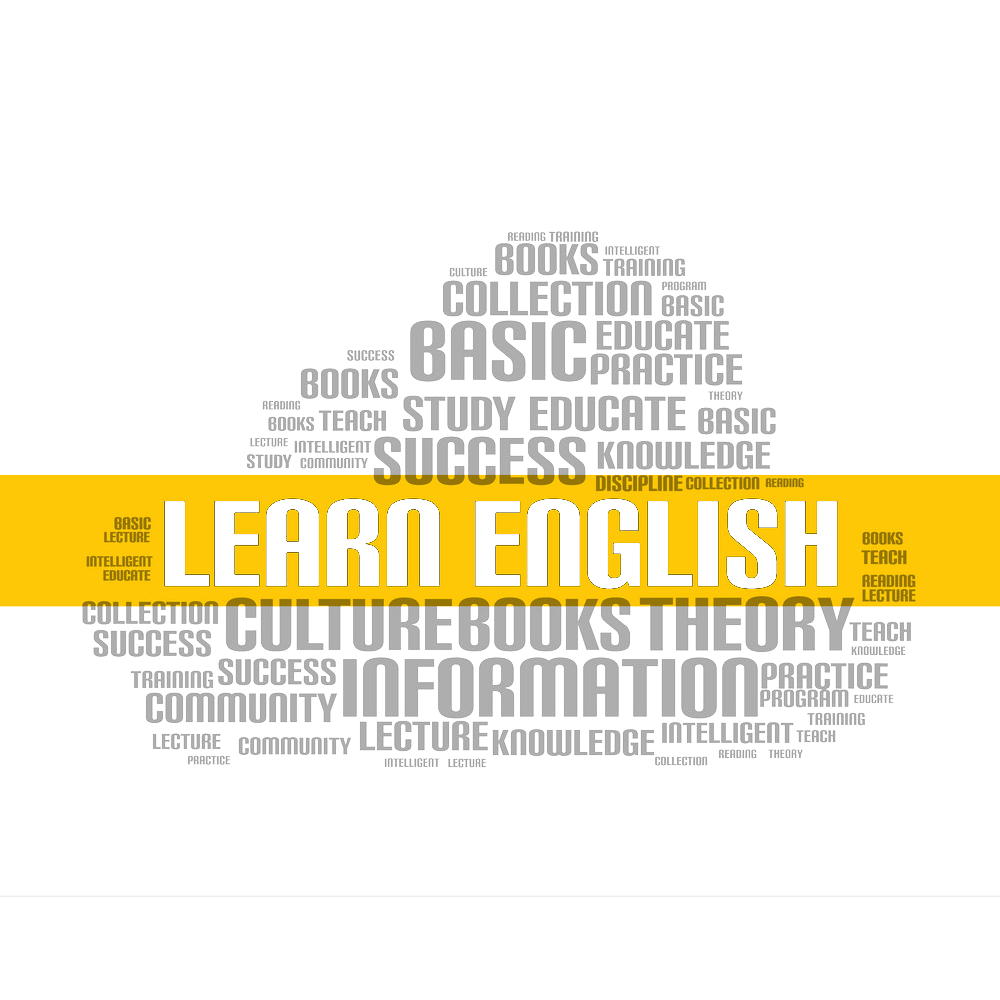 READING TRAINING
BOOKS INTELLIGENT
CULTURE TRAINING
COLLECTION PROGRAM
BASIC
BASIC EDUCATE
SUCCESS PRACTICE
BOOKS THEORY
READING STUDY EDUCATE BASIC
BOOKS TEACH
LECTURE INTELLIGENT SUCCESS KNOWLEDGE
STUDY COMMUNITY
DISCIPLINE COLLECTION READING
LEARN ENGLISH
BASIC
LECTURE
INTELLIGENT
EDUCATE
BOOKS
TEACH
READING
LECTURE
COLLECTION CULTURE BOOKS THEORY TEACH
SUCCESS KNOWLEDGE
TRAINING SUCCESS INFORMATION PRACTICE
COMMUNITY PROGRAM EDUCATE
TRAINING
LECTURE COMMUNITY LECTURE KNOWLEDGE INTELLIGENT TEACH
PRACTICE INTELLIGENT LECTURE COLLECTION READING THEORY